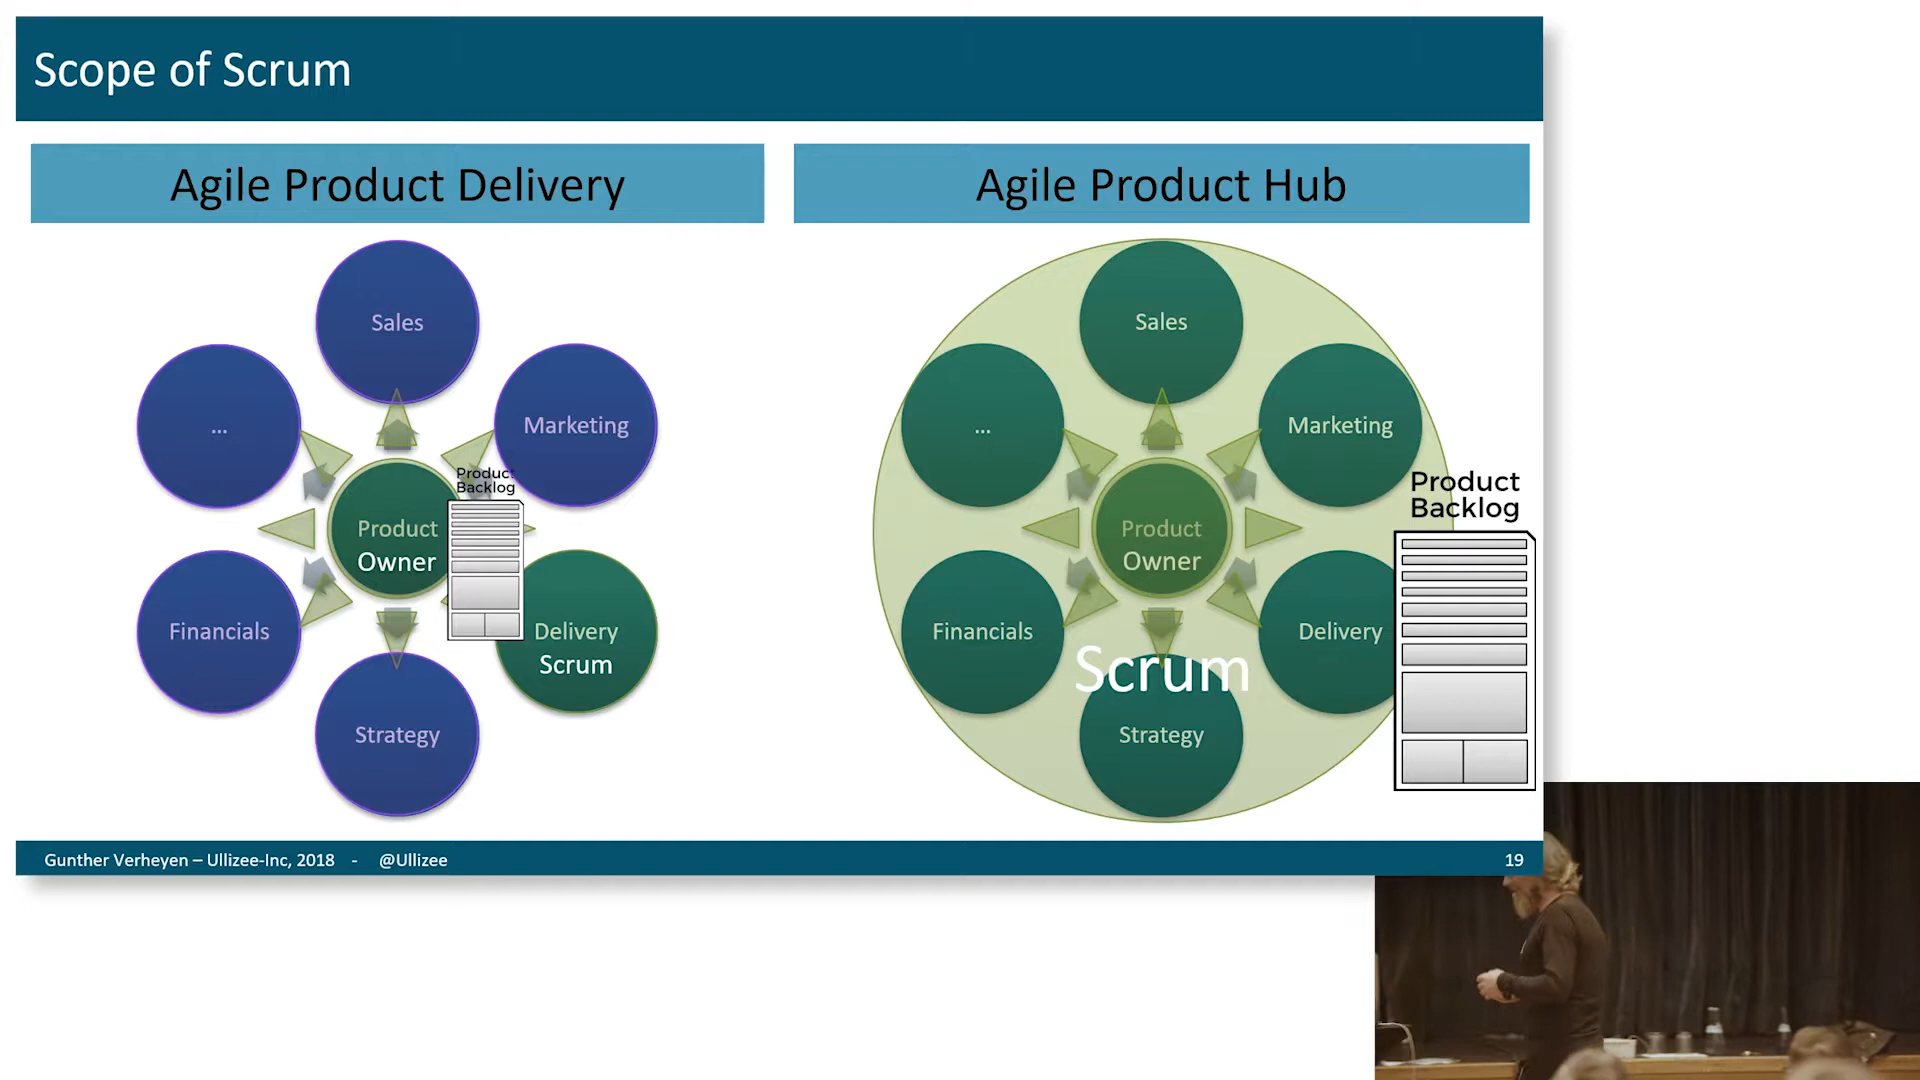 Scope of Scrum
Agile Product Delivery
Sales
...
Marketing
Product
Backlog
Product
Owner
Financials
Delivery
Scrum
Strategy
Agile Product Hub
Sales
...
Marketing
Product
Owner
Product
Backlog
Financials
Delivery
Scrum
Strategy
Gunther Verheyen – Ullizee-Inc, 2018 - @Ullizee
19